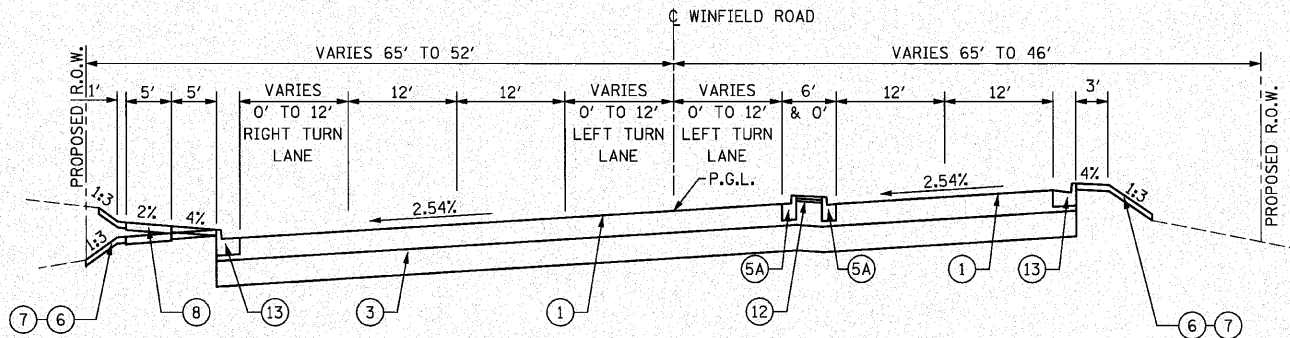 ℄ WINFIELD ROAD
VARIES 65' TO 52'
VARIES 65' TO 46'
PROPOSED R.O.W.
1'
5'
5'
VARIES
0' TO 12'
RIGHT TURN
LANE
12'
12'
VARIES
0' TO 12'
LEFT TURN
LANE
VARIES
0' TO 12'
LEFT TURN
LANE
6'
& 0'
12'
12'
3'
PROPOSED R.O.W.
P.G.L.
1:3
2%
4%
2.54%
2.54%
4%
1:3
1:3
7
6
8
13
3
1
5A
12
5A
1
13
6
7